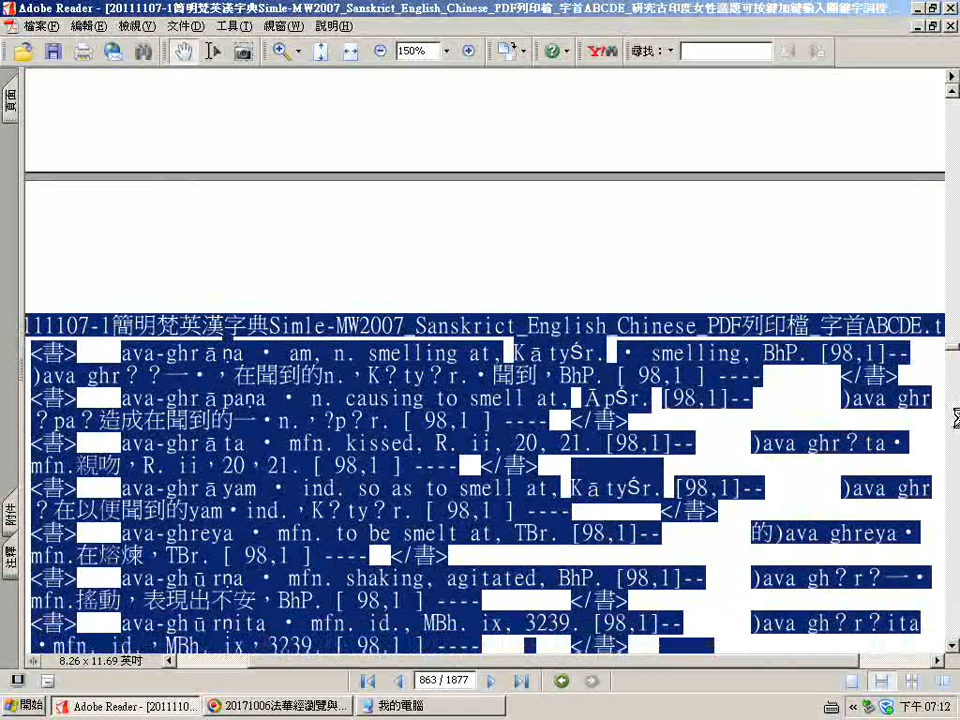 Adobe Reader - [20111107-1簡明梵英漢字典Simle-MW2007_Sanskrict_English_Chinese_PDF列印檔_字首ABCDE_研究古印度女性議題可按鍵加鍵輸入關鍵字詞搜
檔案(F) 編輯(E) 檢視(V) 文件(D) 工具(T) 視窗(W) 說明(H)
150% Y! 尋找:
頁面
111107-1簡明梵英漢字典Simle-MW2007_Sanskrict_English_Chinese_PDF列印檔_字首ABCDE.t
<書> ava-ghrāṇa · am, n. smelling at, KātyŚr. · smelling, BhP. [98,1]--
)ava ghr？？一·，在聞到的n.，K？ty？r.·聞到，BhP. [ 98,1 ] ---- </書>
<書> ava-ghrāpaṇa · n. causing to smell at, ĀpŚr. [98,1]-- )ava ghr
？pa？造成在聞到的一·n. ,?p？r. [ 98,1 ] ---- </書>
<書> ava-ghrāta · mfn. kissed, R. ii, 20, 21. [98,1]-- )ava ghr？ta·
mfn.親吻，R. ii，20，21. [ 98,1 ] ---- </書>
<書> ava-ghrāyam · ind. so as to smell at, KātyŚr. [98,1]-- )ava ghr
？在以便聞到的yam·ind.，K？ty？r. [ 98,1 ] ---- </書>
<書> ava-ghreya · mfn. to be smelt at, TBr. [98,1]-- 的)ava ghreya·
mfn.在熔煉，TBr. [ 98,1 ] ---- </書>
<書> ava-ghūrṇa · mfn. shaking, agitated, BhP. [98,1]-- )ava gh？r？一·
mfn.搖動，表現出不安，BhP. [ 98,1 ] ---- </書>
<書> ava-ghūrṇita · mfn. id., MBh. ix, 3239. [98,1]-- )ava gh？r？ita
·mfn. id.，MBh. ix，3239. [ 98,1 ] ---- </書>
附件
注釋
8.26 x 11.69 英吋
863 / 1877
開始 Adobe Reader - [2011110... 20171006法華經瀏覽與... 我的電腦 下午 07:12